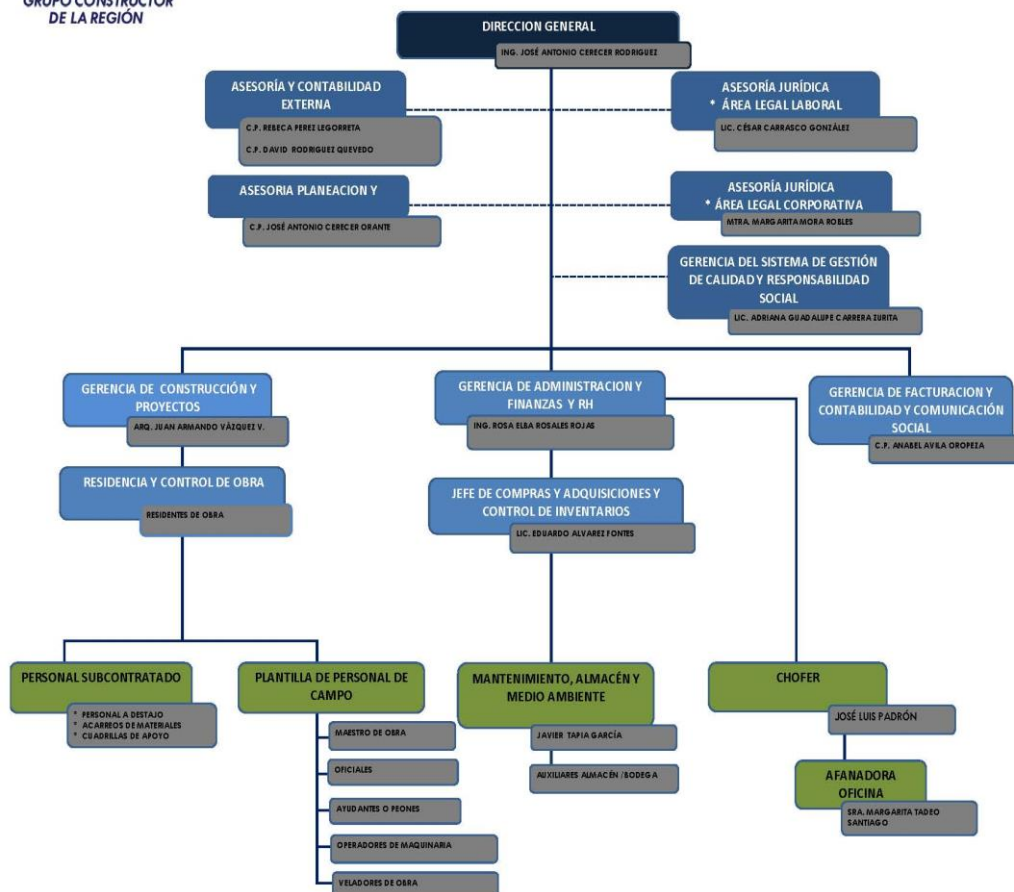 GRUPO CONSTRUCTOR
DE LA REGIÓN
DIRECCION GENERAL
ING. JOSÉ ANTONIO CERECER RODRIGUEZ
ASESORÍA Y CONTABILIDAD
EXTERNA
C.P. REBECA PEREZ LEGORRETA
C.P. DAVID RODRIGUEZ QUEVEDO
ASESORÍA JURÍDICA
* ÁREA LEGAL LABORAL
LIC. CÉSAR CARRASCO GONZÁLEZ
ASESORIA PLANEACION Y
C.P. JOSÉ ANTONIO CERECER ORANTE
ASESORÍA JURÍDICA
* ÁREA LEGAL CORPORATIVA
MTRA. MARGARITA MORA ROBLES
GERENCIA DEL SISTEMA DE GESTIÓN
DE CALIDAD Y RESPONSABILIDAD
SOCIAL
LIC. ADRIANA GUADALUPE CARRERA ZURITA
GERENCIA DE CONSTRUCCIÓN Y
PROYECTOS
ARQ. JUAN ARMANDO VÁZQUEZ V.
GERENCIA DE ADMINISTRACION Y
FINANZAS Y RH
ING. ROSA ELBA ROSALES ROJAS
GERENCIA DE FACTURACION Y
CONTABILIDAD Y COMUNICACIÓN
SOCIAL
C.P. ANABEL AVILA OROPEZA
RESIDENCIA Y CONTROL DE OBRA
RESIDENTES DE OBRA
JEFE DE COMPRAS Y ADQUISICIONES Y
CONTROL DE INVENTARIOS
LIC. EDUARDO ALVAREZ FONTES
PERSONAL SUBCONTRATADO
* PERSONAL A DESTAJO
* ACARREOS DE MATERIALES
* CUADRILLAS DE APOYO
PLANTILLA DE PERSONAL DE
CAMPO
MAESTRO DE OBRA
OFICIALES
AYUDANTES O PEONES
OPERADORES DE MAQUINARIA
VELADORES DE OBRA
MANTENIMIENTO, ALMACÉN Y
MEDIO AMBIENTE
JAVIER TAPIA GARCÍA
AUXILIARES ALMACÉN /BODEGA
CHOFER
JOSÉ LUIS PADRÓN
AFANADORA
OFICINA
SRA. MARGARITA TADEO
SANTIAGO